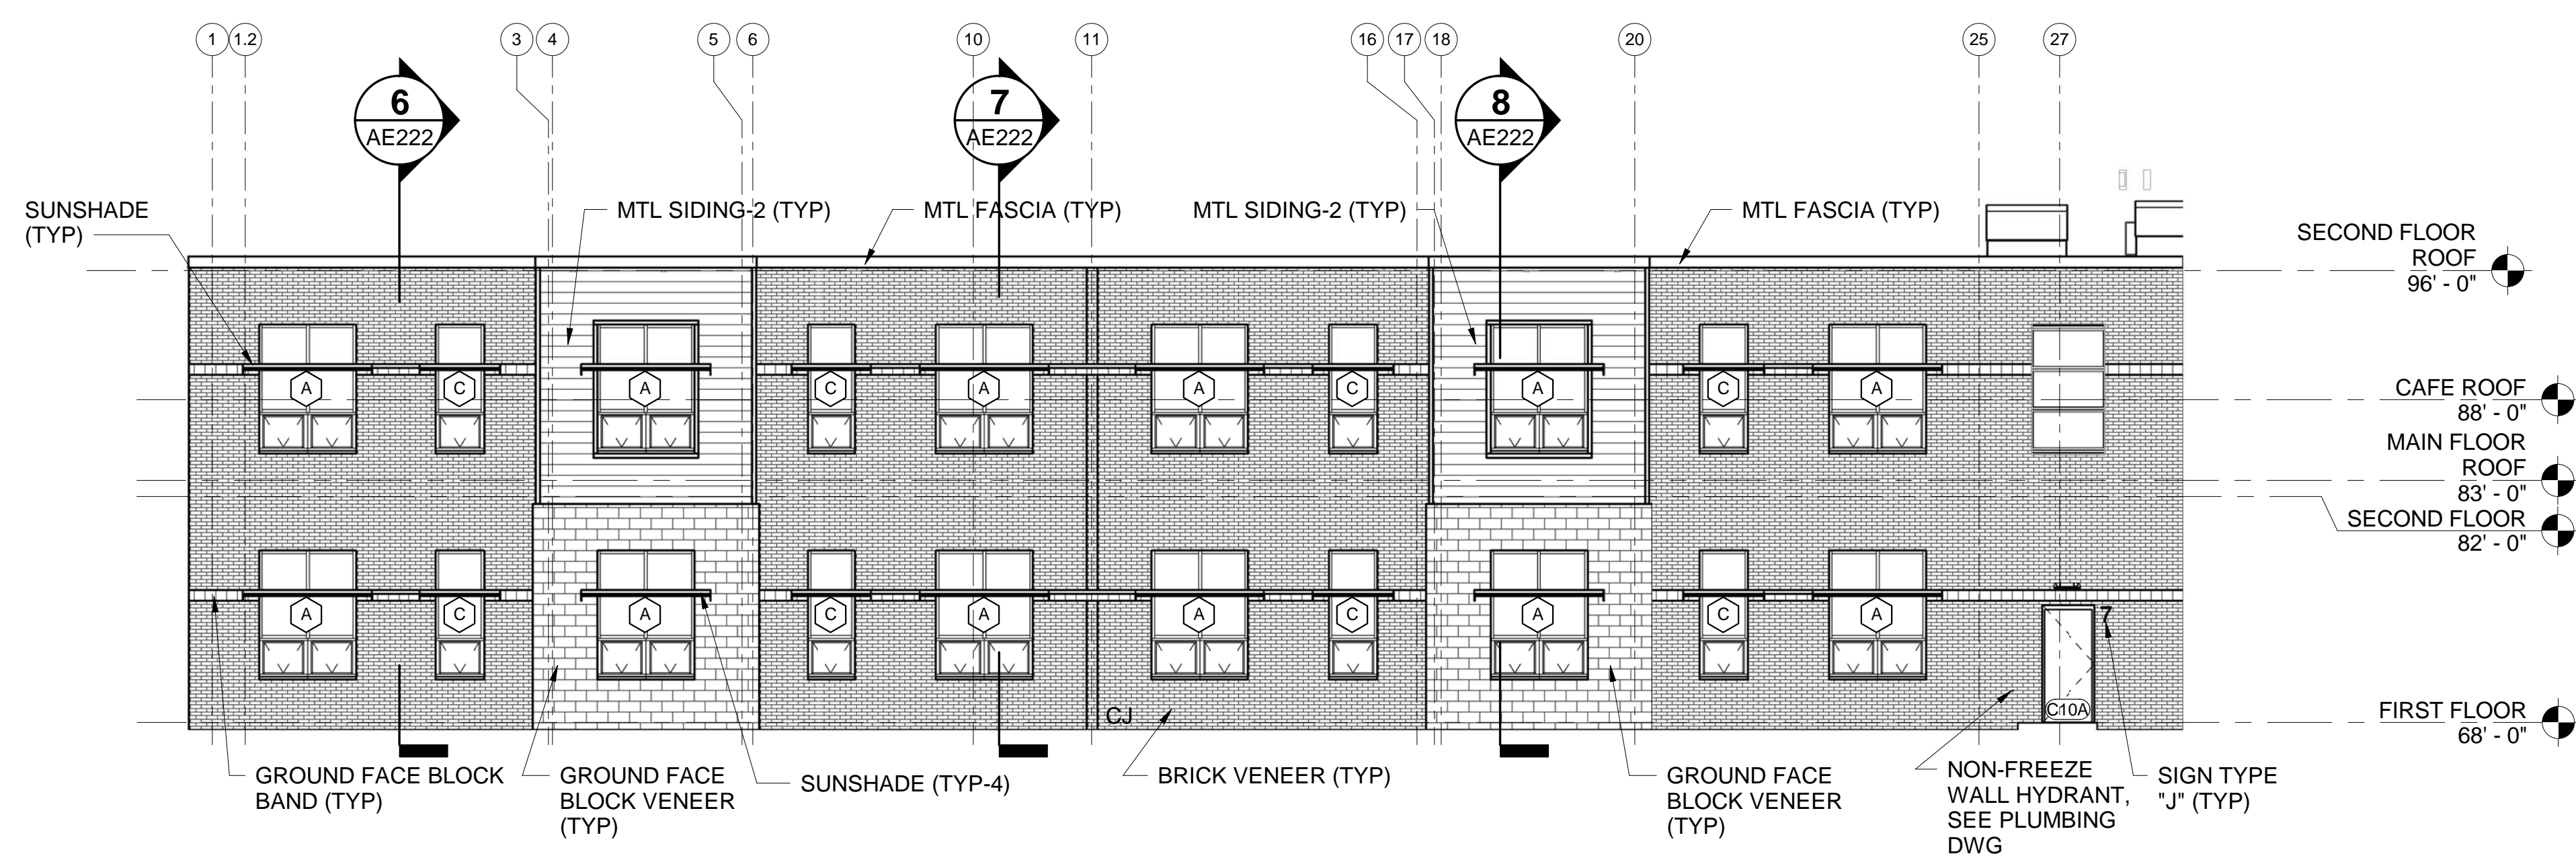 1
1.2
3
4
5
6
10
11
16
17
18
20
25
27
6
AE222
7
AE222
8
AE222
SUNSHADE
(TYP)
MTL SIDING-2 (TYP)
MTL FASCIA (TYP)
MTL SIDING-2 (TYP)
MTL FASCIA (TYP)
SECOND FLOOR
ROOF
96' - 0"
A
C
A
C
A
A
C
A
C
A
CAFE ROOF
88' - 0"
MAIN FLOOR
ROOF
83' - 0"
SECOND FLOOR
82' - 0"
A
C
A
C
A
A
C
A
C
A
7
CJ
C10A
FIRST FLOOR
68' - 0"
GROUND FACE BLOCK
BAND (TYP)
GROUND FACE
BLOCK VENEER
(TYP)
SUNSHADE (TYP-4)
BRICK VENEER (TYP)
GROUND FACE
BLOCK VENEER
(TYP)
NON-FREEZE
WALL HYDRANT,
SEE PLUMBING
DWG
SIGN TYPE
"J" (TYP)